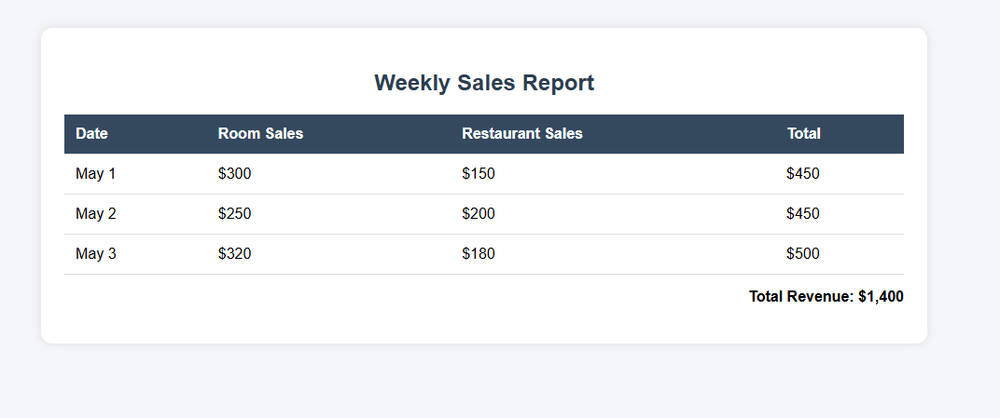 Weekly Sales Report
Date Room Sales Restaurant Sales Total
May 1 $300 $150 $450
May 2 $250 $200 $450
May 3 $320 $180 $500
Total Revenue: $1,400